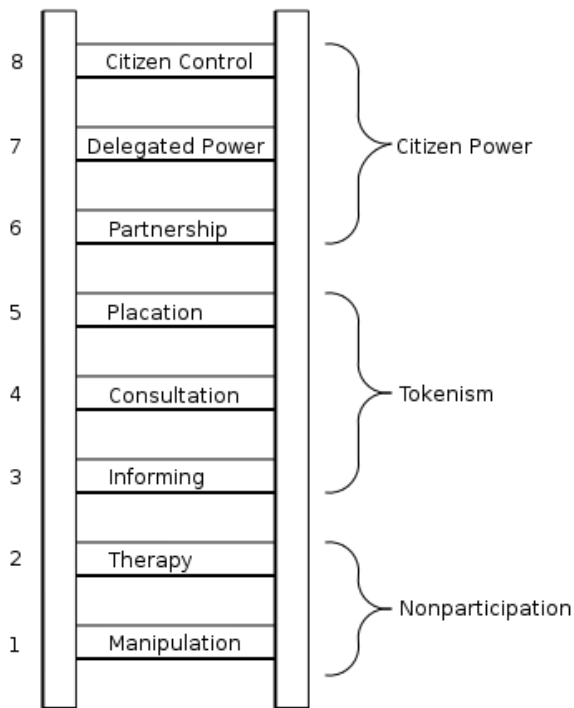 8 Citizen Control
7 Delegated Power Citizen Power
6 Partnership
5 Placation
4 Consultation Tokenism
3 Informing
2 Therapy
Nonparticipation
1 Manipulation